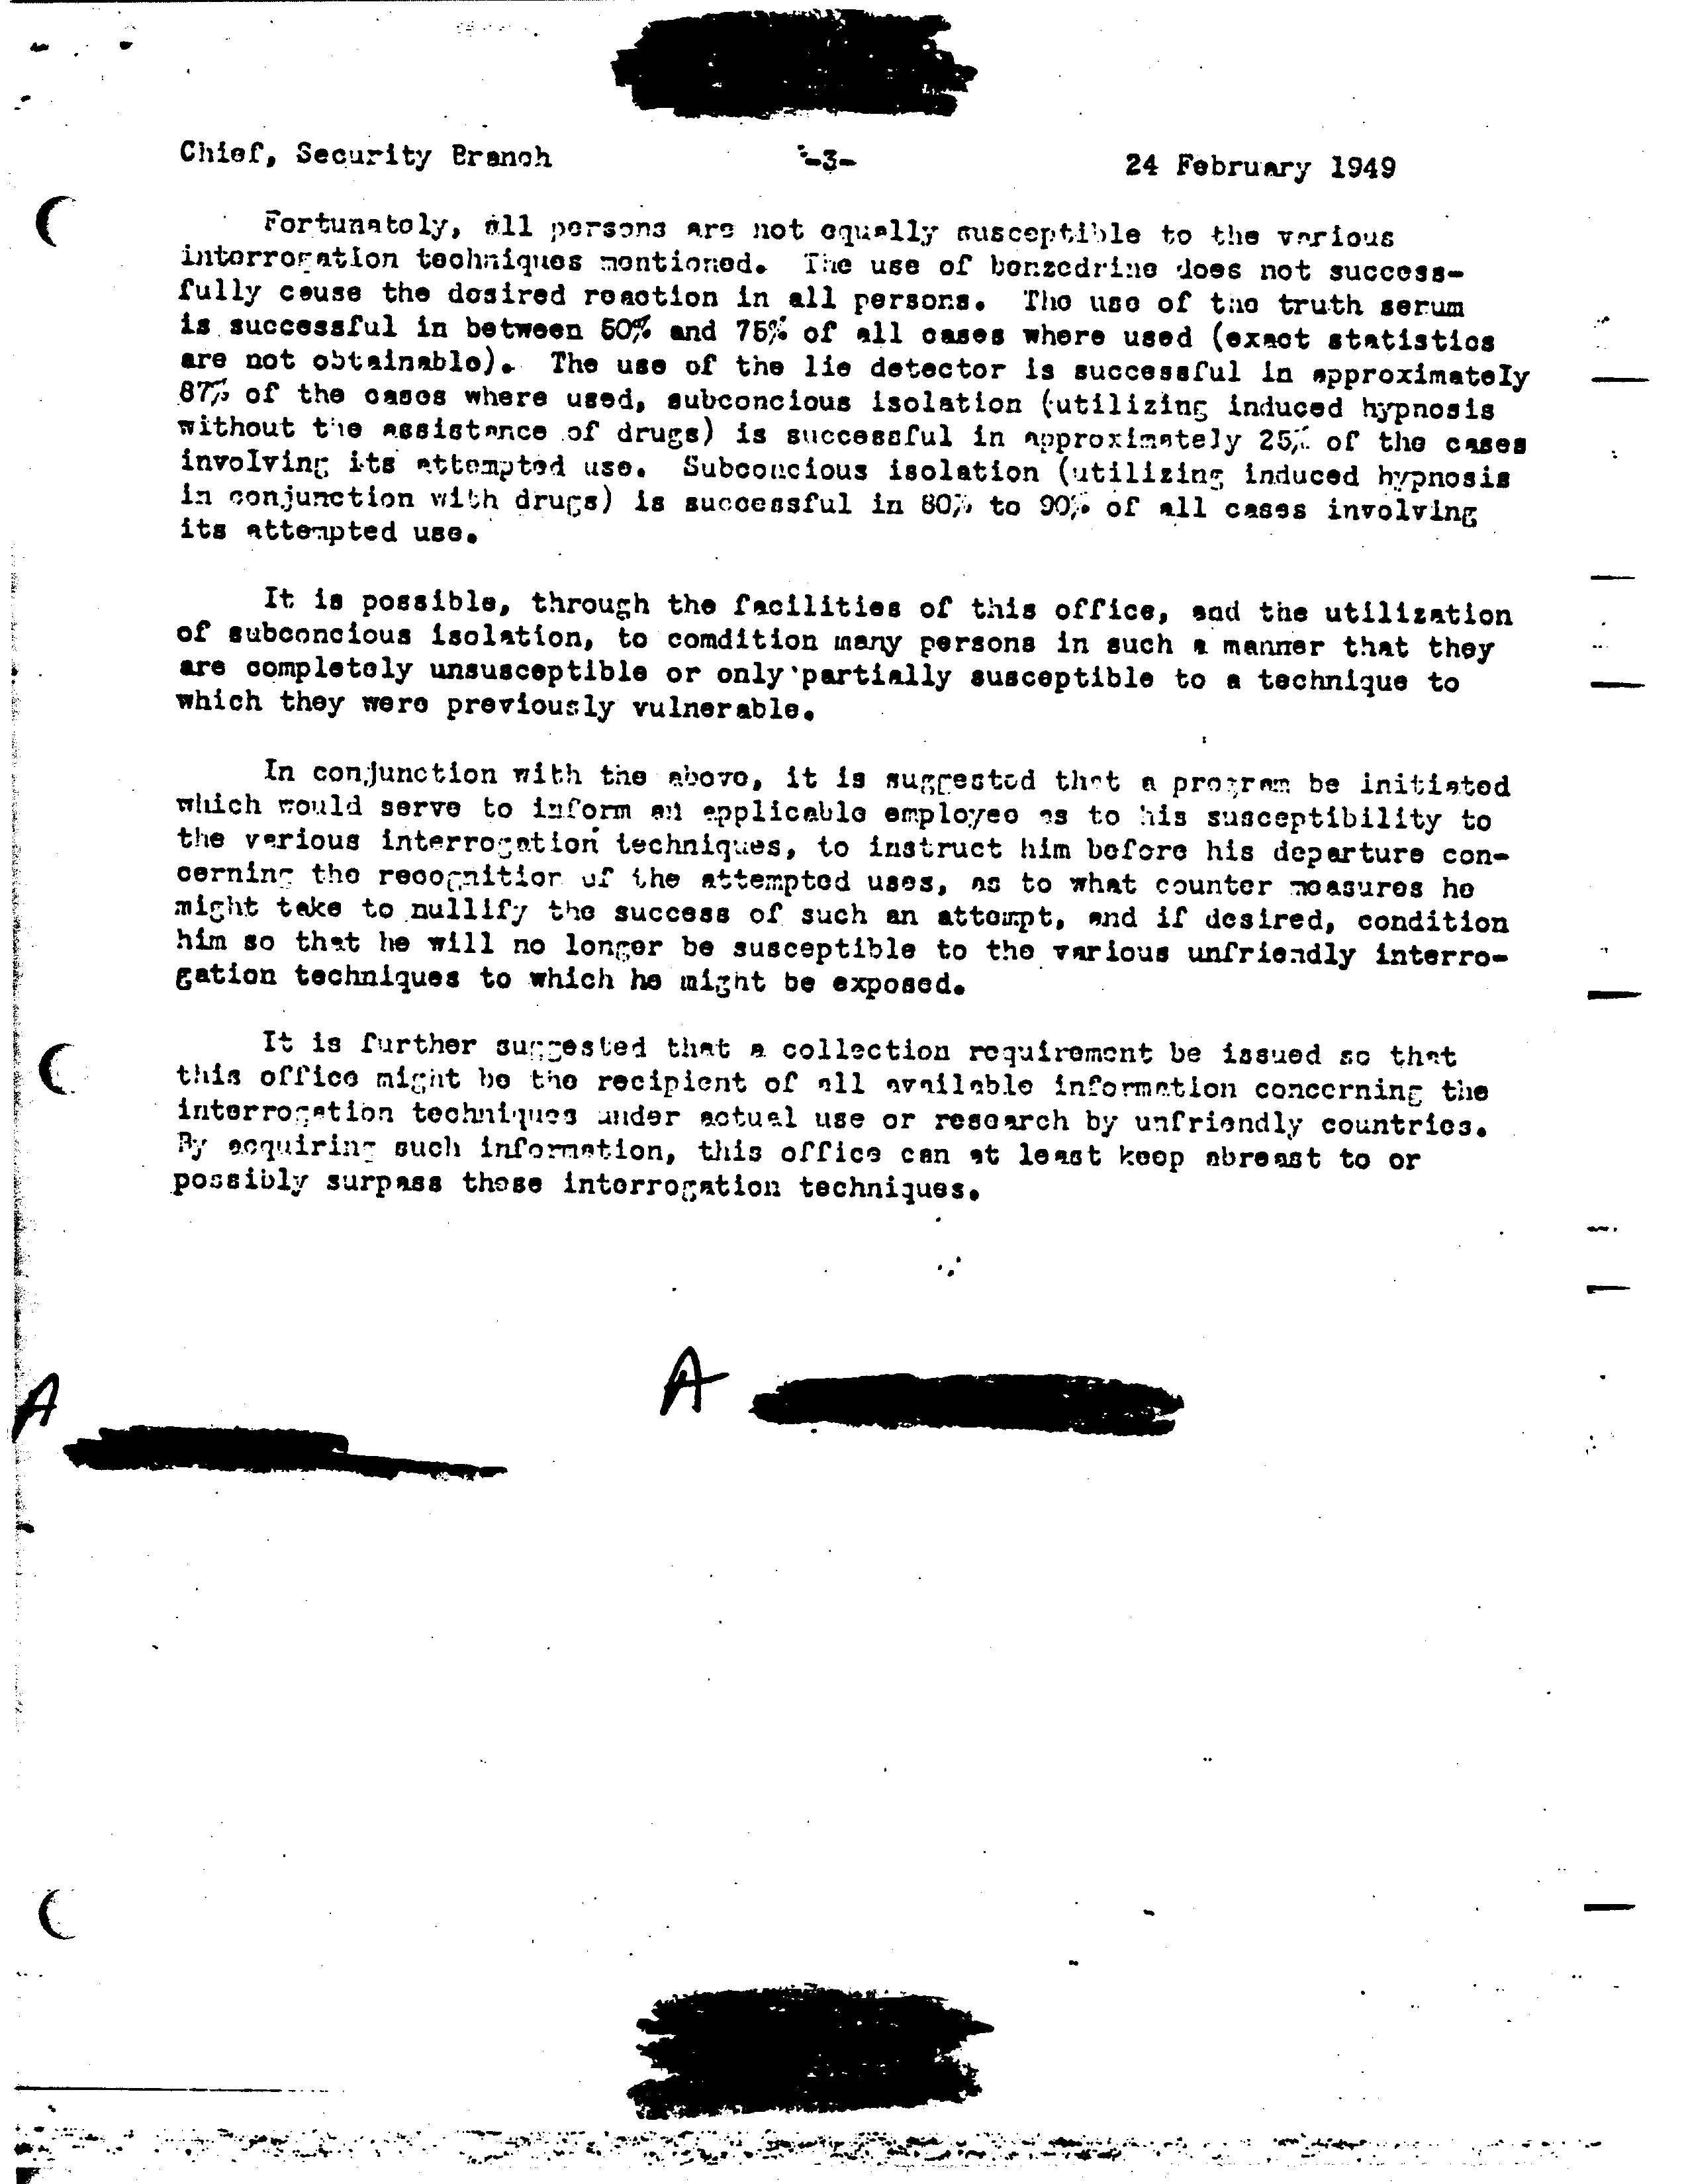 Chief, Security Branch -3- 24 February 1949
Fortunately, all persons are not equally susceptible to the various
interrogation techniques mentioned. The use of benzedrine does not success-
fully cause the desired reaction in all persons. The use of the truth serum
is successful in between 50% and 75% of all cases where used (exact statistics
are not obtainable). The use of the lie detector is successful in approximately
87% of the cases where used, subconcious isolation (utilizing induced hypnosis
without the assistance of drugs) is successful in approximately 25% of the cases
involving its attempted use. Subconcious isolation (utilizing induced hypnosis
in conjunction with drugs) is successful in 80% to 90% of all cases involving
its attempted use.
It is possible, through the facilities of this office, and the utilization
of subconcious isolation, to comdition many persons in such a manner that they
are completely unsusceptible or only partially susceptible to a technique to
which they were previously vulnerable.
In conjunction with the above, it is suggested that a program be initiated
which would serve to inform an applicable employee as to his susceptibility to
the various interrogation techniques, to instruct him before his departure con-
cerning the recognition of the attempted uses, as to what counter measures he
might take to nullify the success of such an attempt, and if desired, condition
him so that he will no longer be susceptible to the various unfriendly interro-
gation techniques to which he might be exposed.
It is further suggested that a collection requirement be issued so that
this office might be the recipient of all available information concerning the
interrogation techniques under actual use or research by unfriendly countries.
By acquiring such information, this office can at least keep abreast to or
possibly surpass these interrogation techniques.
A
A